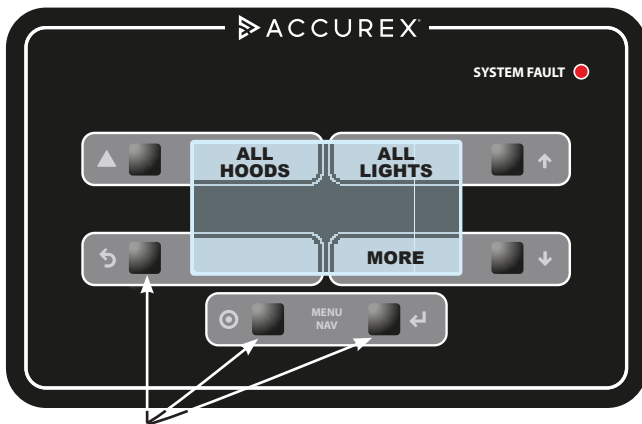 ACCUREX
SYSTEM FAULT
ALL
HOODS
ALL
LIGHTS
MORE
MENU
NAV